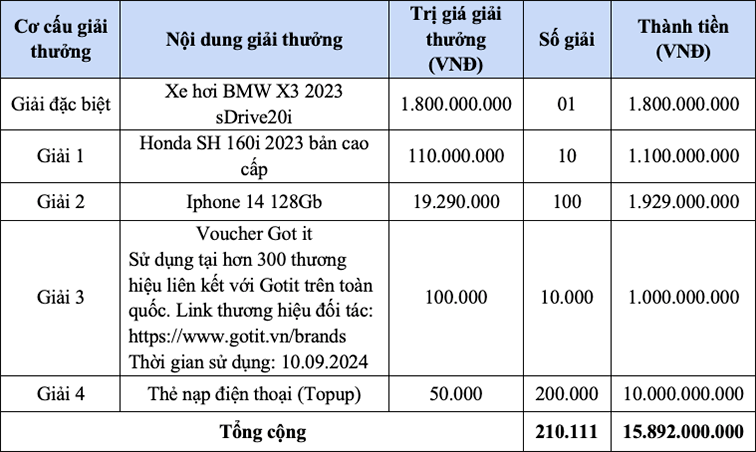 Cơ cấu giải thưởng | Nội dung giải thưởng | Trị giá giải thưởng (VNĐ) | Số giải | Thành tiền (VNĐ)
Giải đặc biệt | Xe hơi BMW X3 2023 sDrive20i | 1.800.000.000 | 01 | 1.800.000.000
Giải 1 | Honda SH 160i 2023 bản cao cấp | 110.000.000 | 10 | 1.100.000.000
Giải 2 | Iphone 14 128Gb | 19.290.000 | 100 | 1.929.000.000
Giải 3 | Voucher Got it
Sử dụng tại hơn 300 thương
hiệu liên kết với Gotit trên toàn
quốc. Link thương hiệu đối tác:
https://www.gotit.vn/brands
Thời gian sử dụng: 10.09.2024 | 100.000 | 10.000 | 1.000.000.000
Giải 4 | Thẻ nạp điện thoại (Topup) | 50.000 | 200.000 | 10.000.000.000
Tổng cộng | 210.111 | 15.892.000.000